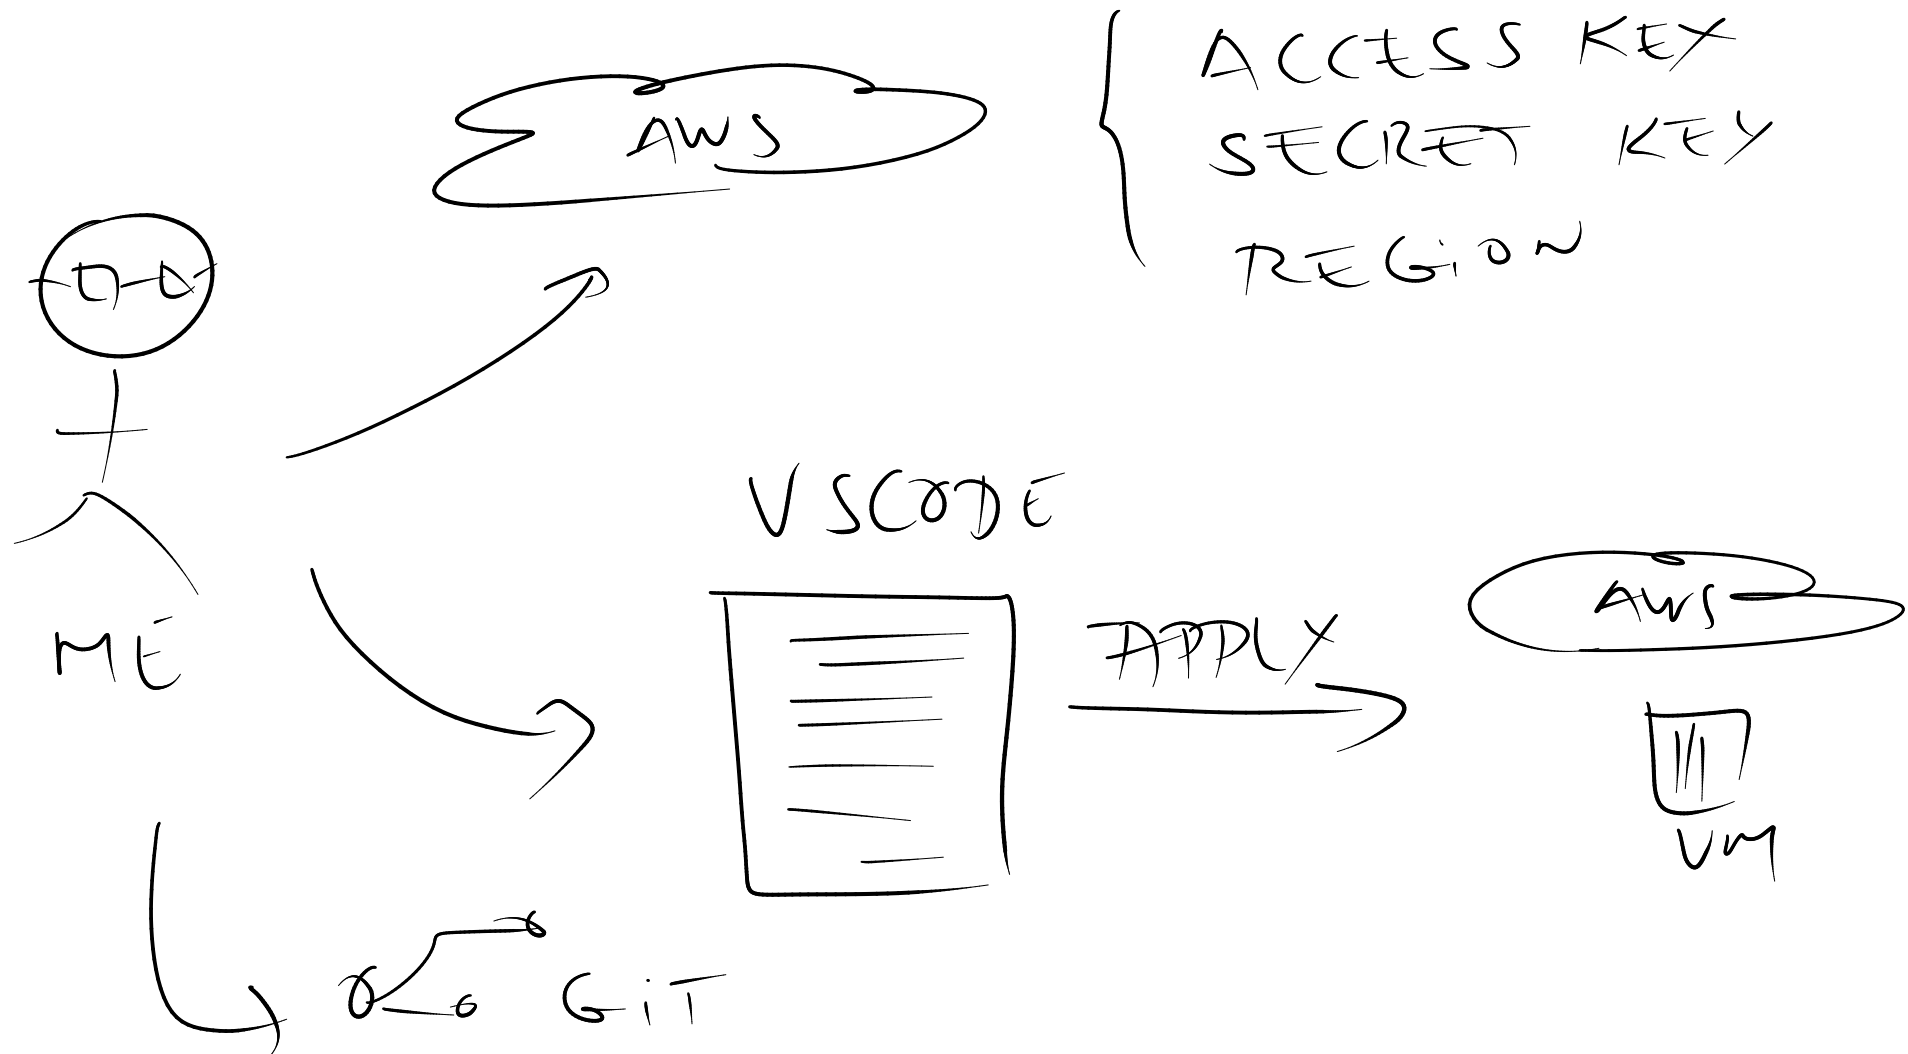 AWS
ACCESS KEY
SECRET KEY
REGION
ME
VSCODE
APPLY
AWS
VM
GIT